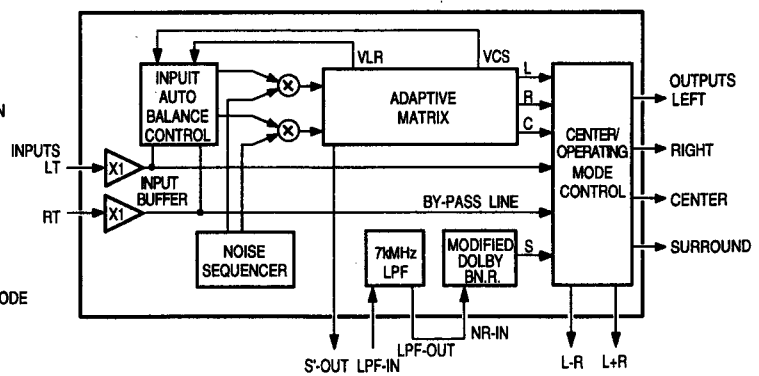 VLR
VCS
INPUIT
AUTO
BALANCE
CONTROL
X
X
ADAPTIVE
MATRIX
L
R
C
CENTER/
OPERATING
MODE
CONTROL
OUTPUTS
LEFT
RIGHT
CENTER
SURROUND
N
INPUTS
LT
X1
INPUT
BUFFER
RT
X1
BY-PASS LINE
NOISE
SEQUENCER
7kMHz
LPF
MODIFIED
DOLBY
BN.R.
S
ODE
S'-OUT
LPF-IN
LPF-OUT
NR-IN
L-R
L+R